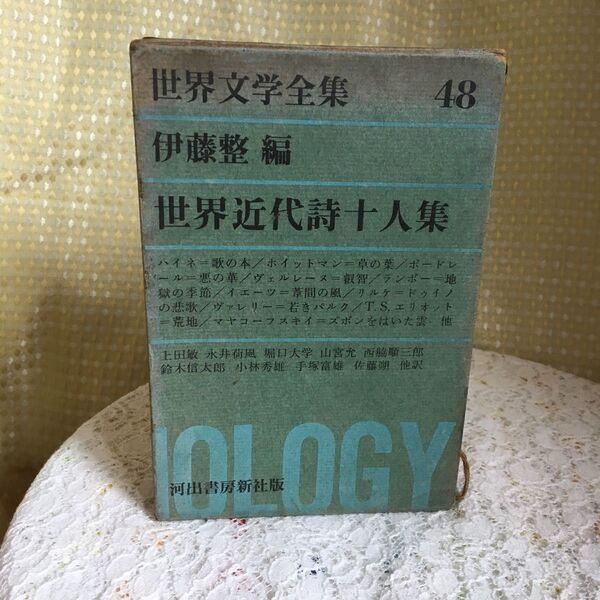 世界文学全集 48
伊藤整 編
世界近代詩十人集
ハイネ=歌の本/ホイットマン=草の葉/ボードレ
ール=悪の華/ヴェルレーヌ=叡智/ランボー=地
獄の季節/イエーツ=葦間の風/リルケ=ドゥイノ
の悲歌/ヴァレリー=若きパルク/T.S.エリオット
=荒地/マヤコーフスキイ=ズボンをはいた雲 他
上田敏 永井荷風 堀口大学 山宮允 西脇順三郎
鈴木信太郎 小林秀雄 手塚富雄 佐藤朔 他訳
IOLOGY
河出書房新社版